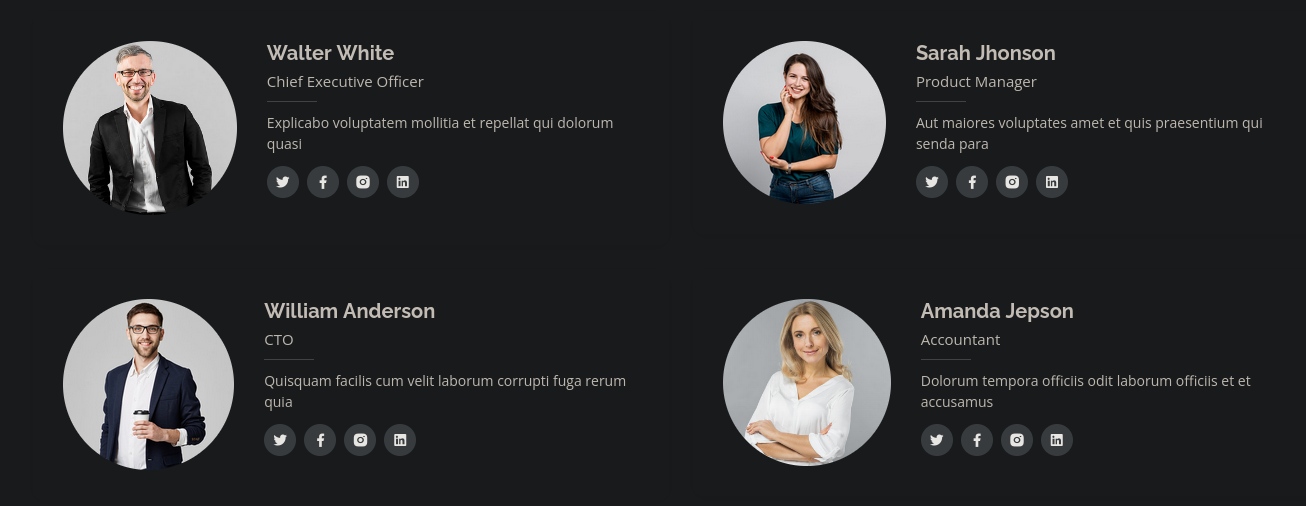 Walter White
Chief Executive Officer
Explicabo voluptatem mollitia et repellat qui dolorum
quasi
Sarah Jhonson
Product Manager
Aut maiores voluptates amet et quis praesentium qui
senda para
William Anderson
CTO
Quisquam facilis cum velit laborum corrupti fuga rerum
quia
Amanda Jepson
Accountant
Dolorum tempora officiis odit laborum officiis et et
accusamus